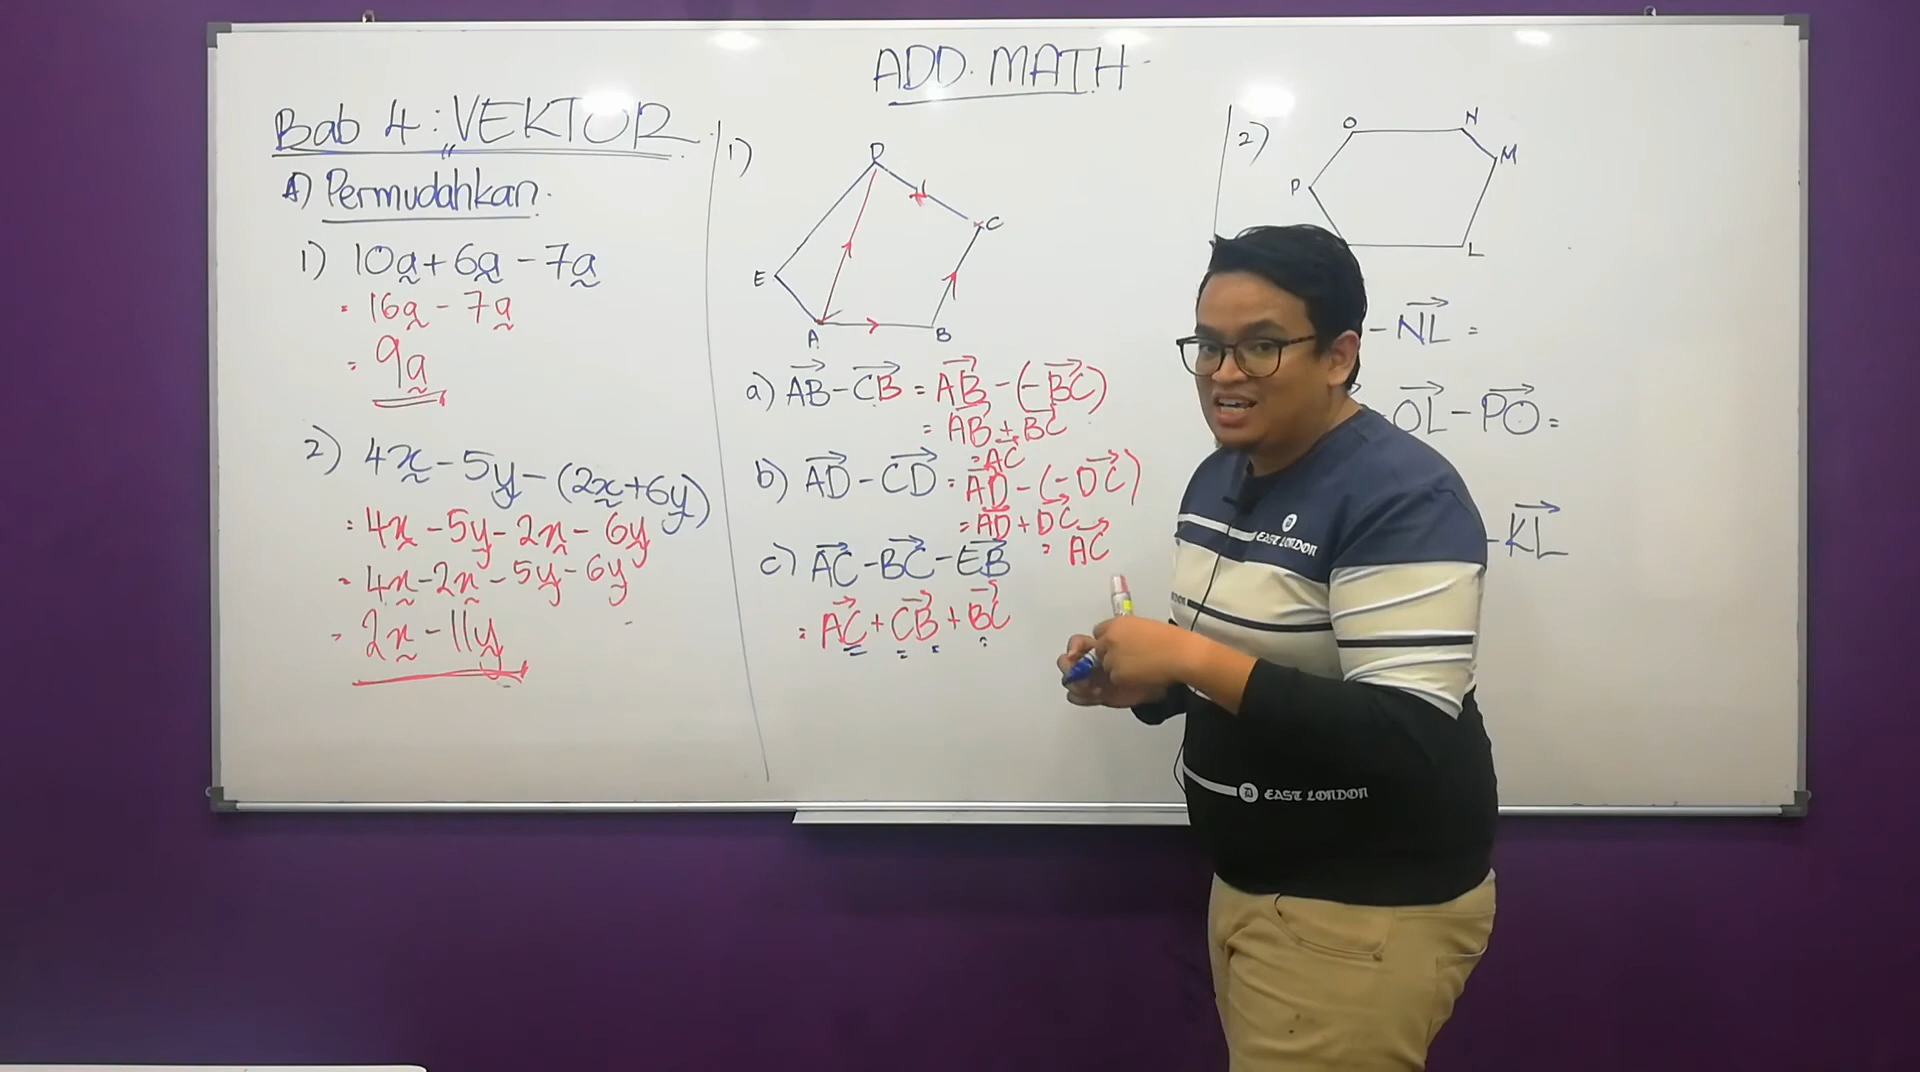 ADD. MATH
Bab 4: VEKTOR
A) Permudahkan.
1) 10a + 6a - 7a
= 16a - 7a
= 9a
2) 4x - 5y - (2x + 6y)
= 4x - 5y - 2x - 6y
= 4x - 2x - 5y - 6y
= 2x - 11y
1)
D
C
E
A
B
a) AB - CB = AB - (-BC)
= AB + BC
= AC
b) AD - CD = AD - (-DC)
= AD + DC
= AC
c) AC - BC - EB
= AC + CB + BC
2)
O
N
M
P
L
- NL =
- OL - PO =
- KL
EAST LONDON
EAST LONDON